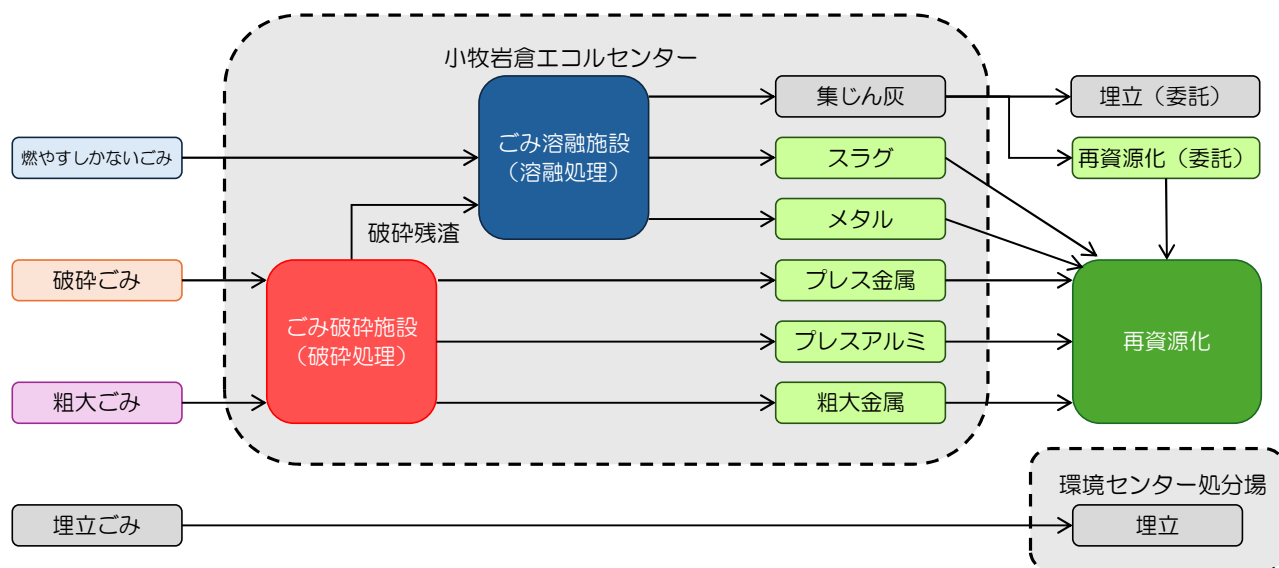 小牧岩倉エコルセンター
燃やすしかないごみ
ごみ溶融施設
(溶融処理)
集じん灰
埋立(委託)
スラグ
再資源化(委託)
メタル
破砕残渣
破砕ごみ
ごみ破砕施設
(破砕処理)
プレス金属
プレスアルミ
再資源化
粗大ごみ
粗大金属
環境センター処分場
埋立ごみ
埋立